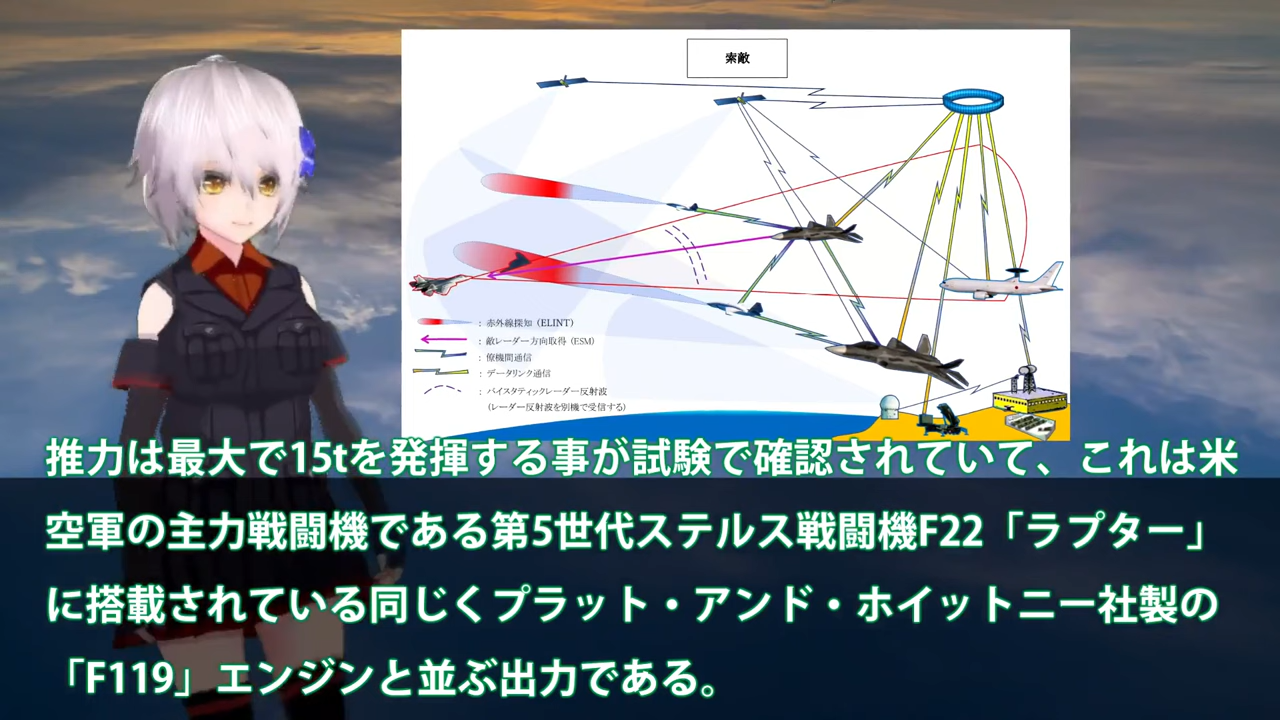 索敵
：赤外線探知（ELINT）
：敵レーダー方向取得（ESM）
：僚機間通信
：データリンク通信
：バイスタティックレーダー反射波
（レーダー反射波を別機で受信する）
推力は最大で15tを発揮する事が試験で確認されていて、これは米
空軍の主力戦闘機である第5世代ステルス戦闘機F22「ラプター」
に搭載されている同じくプラット・アンド・ホイットニー社製の
「F119」エンジンと並ぶ出力である。